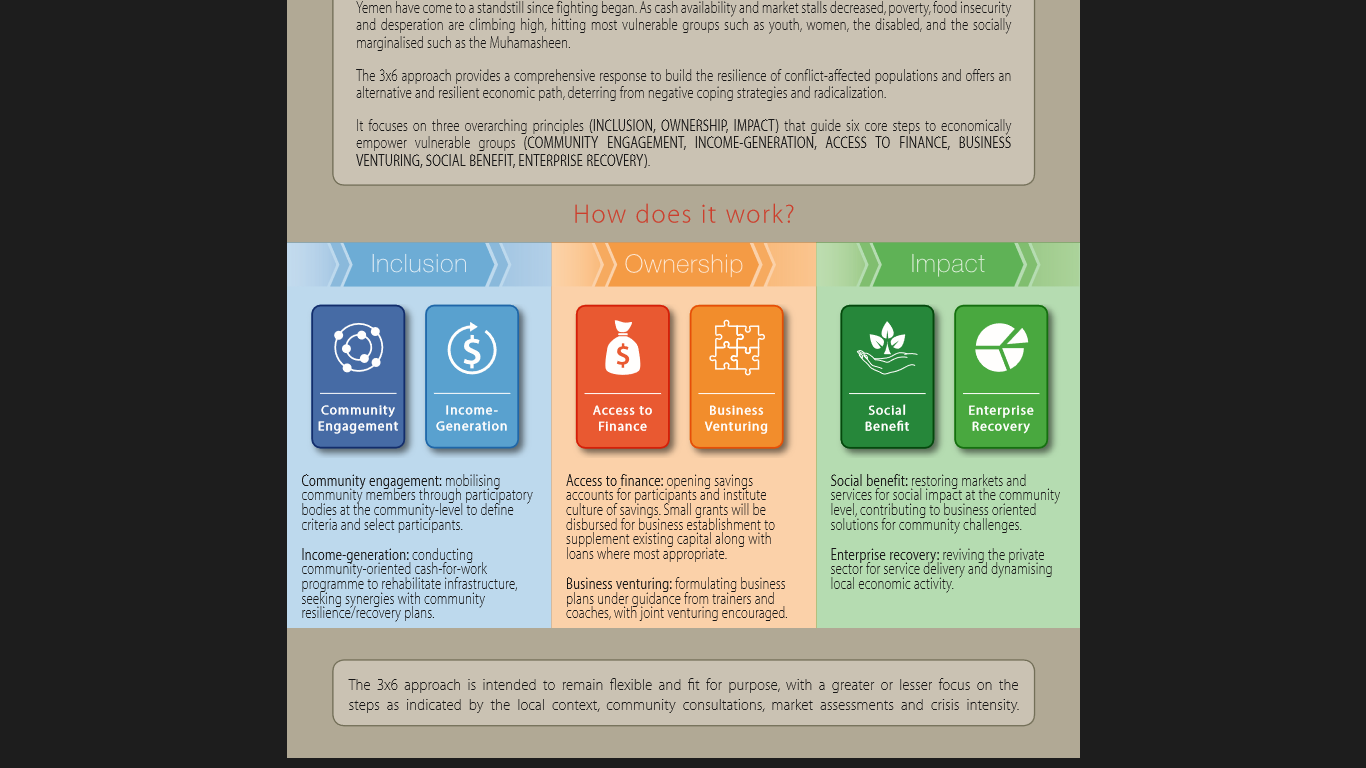 Yemen have come to a standstill since fighting began. As cash availability and market stalls decreased, poverty, food insecurity
and desperation are climbing high, hitting most vulnerable groups such as youth, women, the disabled, and the socially
marginalised such as the Muhamasheen.
The 3x6 approach provides a comprehensive response to build the resilience of conflict-affected populations and offers an
alternative and resilient economic path, deterring from negative coping strategies and radicalization.
It focuses on three overarching principles (INCLUSION, OWNERSHIP, IMPACT) that guide six core steps to economically
empower vulnerable groups (COMMUNITY ENGAGEMENT, INCOME-GENERATION, ACCESS TO FINANCE, BUSINESS
VENTURING, SOCIAL BENEFIT, ENTERPRISE RECOVERY).
How does it work?
Inclusion
Community
Engagement
Income-
Generation
Community engagement: mobilising
community members through participatory
bodies at the community-level to define
criteria and select participants.
Income-generation: conducting
community-oriented cash-for-work
programme to rehabilitate infrastructure,
seeking synergies with community
resilience/recovery plans.
Ownership
Access to
Finance
Business
Venturing
Access to finance: opening savings
accounts for participants and institute
culture of savings. Small grants will be
disbursed for business establishment to
supplement existing capital along with
loans where most appropriate.
Business venturing: formulating business
plans under guidance from trainers and
coaches, with joint venturing encouraged.
Impact
Social
Benefit
Enterprise
Recovery
Social benefit: restoring markets and
services for social impact at the community
level, contributing to business oriented
solutions for community challenges.
Enterprise recovery: reviving the private
sector for service delivery and dynamising
local economic activity.
The 3x6 approach is intended to remain flexible and fit for purpose, with a greater or lesser focus on the
steps as indicated by the local context, community consultations, market assessments and crisis intensity.